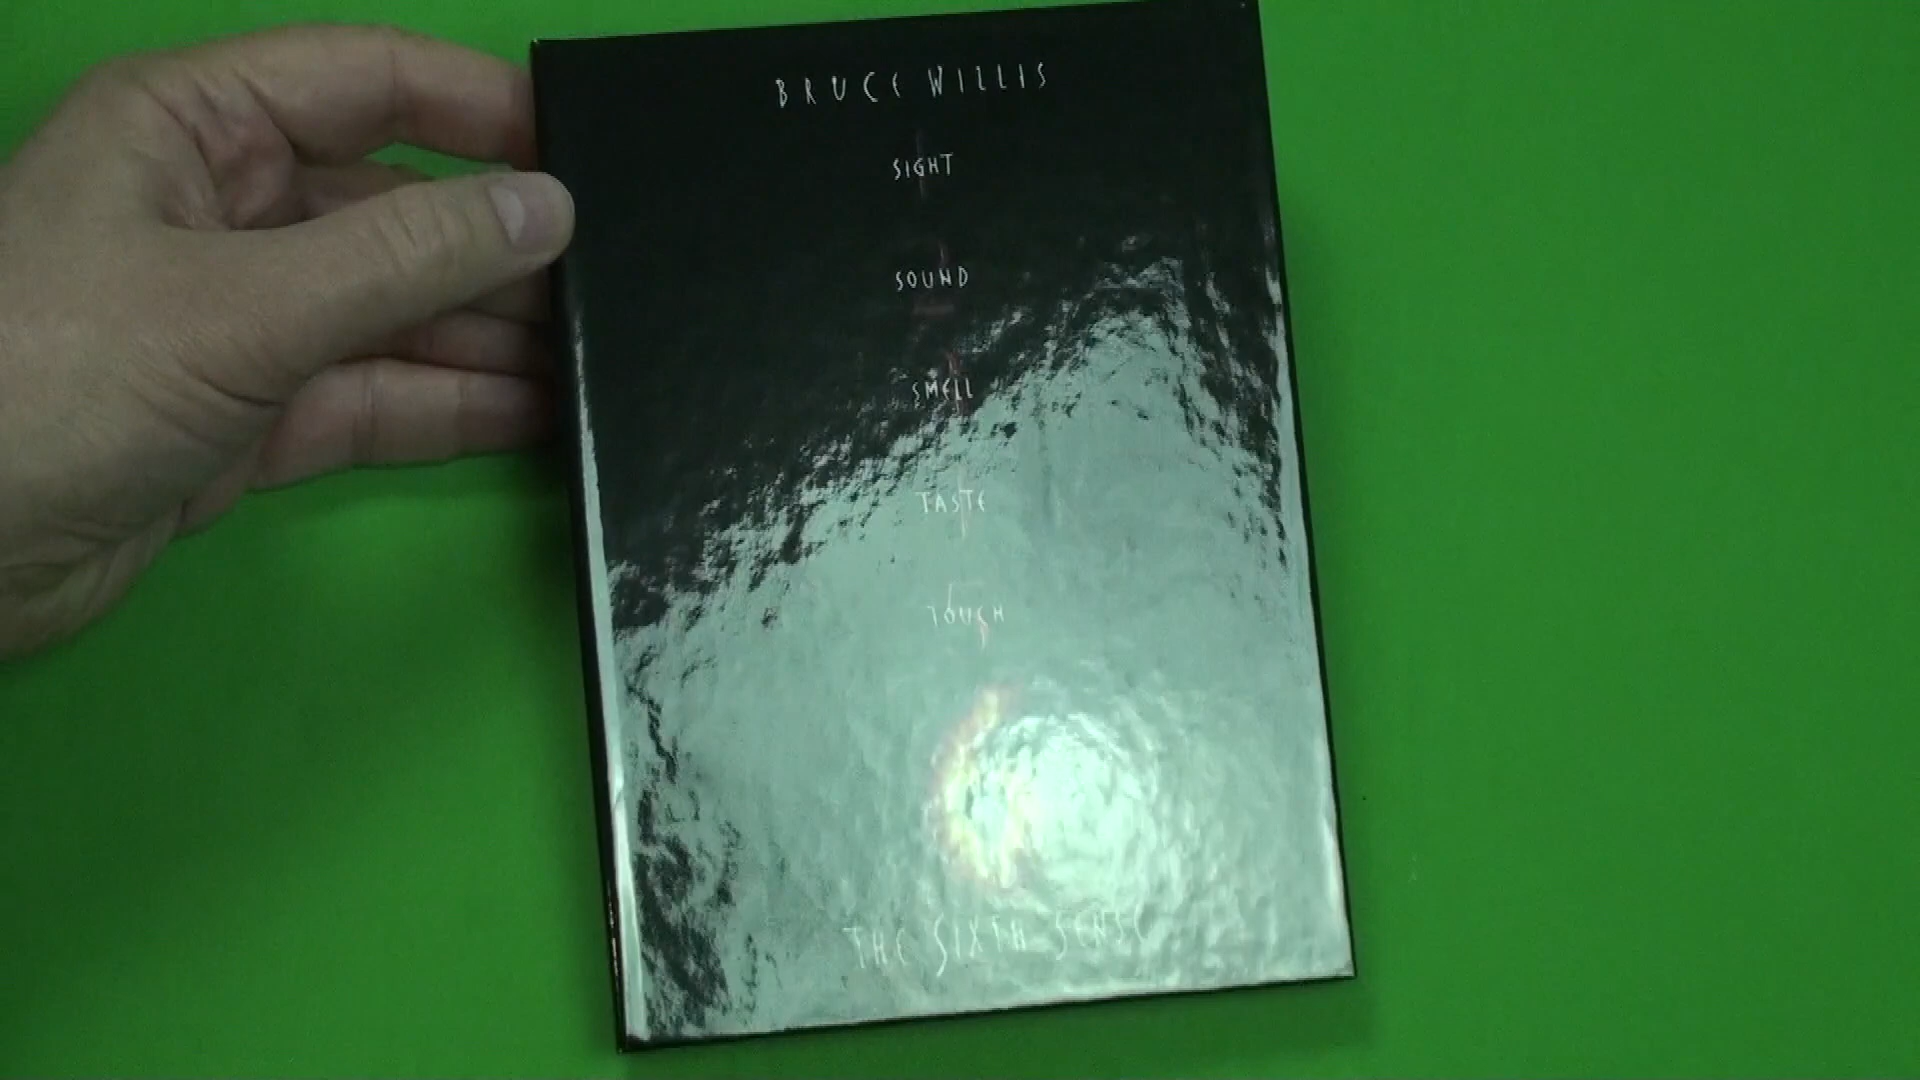 BRUCE WILLIS
SIGHT
SOUND
SMELL
TASTE
TOUCH
THE SIXTH SENSE